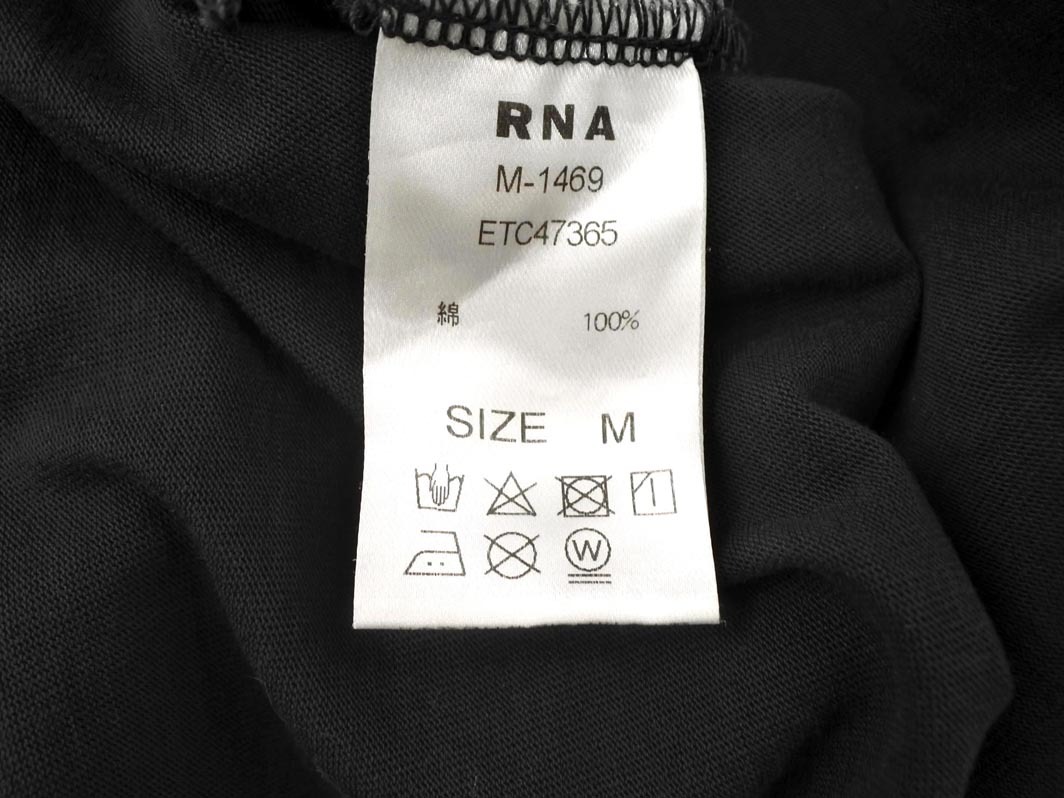 RNA
M-1469
ETC47365
綿 100%
SIZE M
W